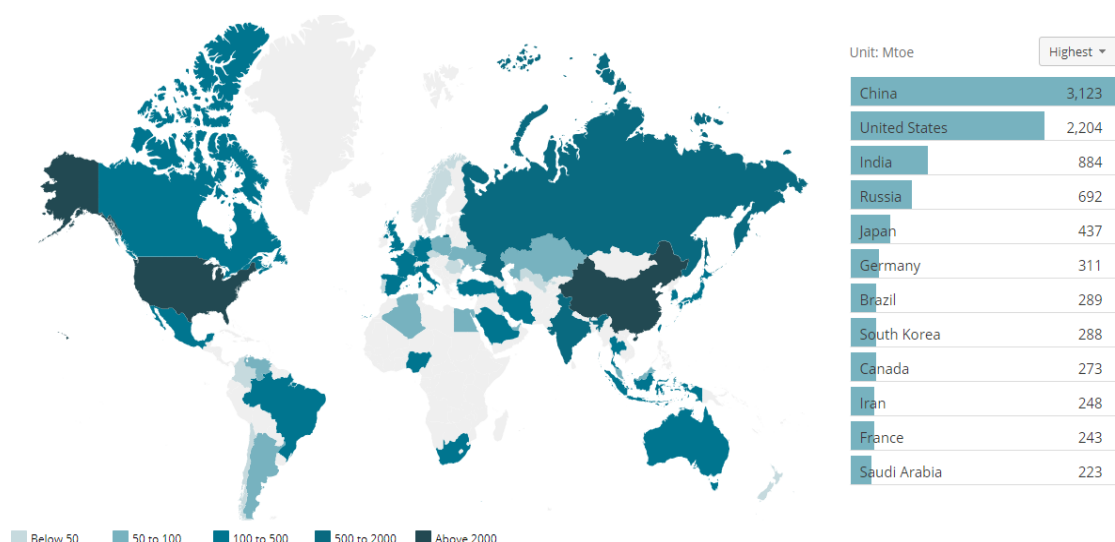 Unit: Mtoe
Highest
China 3,123
United States 2,204
India 884
Russia 692
Japan 437
Germany 311
Brazil 289
South Korea 288
Canada 273
Iran 248
France 243
Saudi Arabia 223
Below 50 50 to 100 100 to 500 500 to 2000 Above 2000